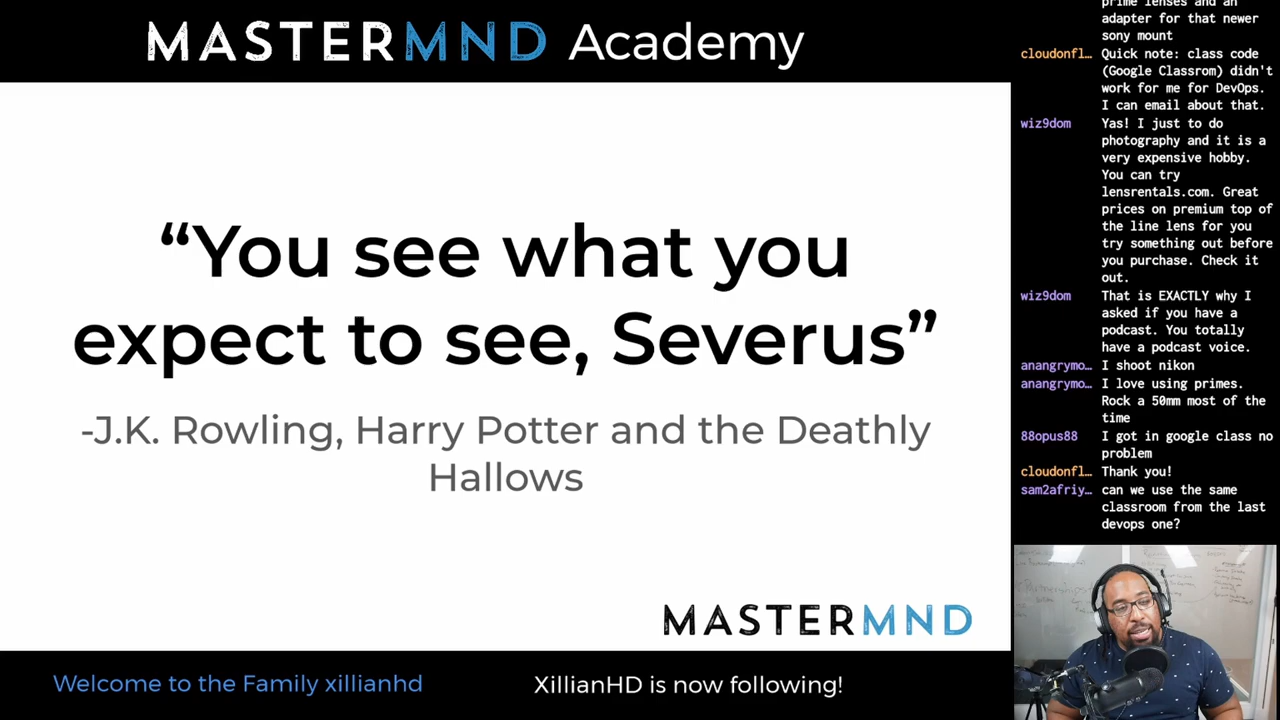 MASTERMND Academy
“You see what you
expect to see, Severus”
-J.K. Rowling, Harry Potter and the Deathly
Hallows
MASTERMND
Welcome to the Family xillianhd
XillianHD is now following!
prime lenses and an
adapter for that newer
sony mount
cloudonfl… Quick note: class code
(Google Classrom) didn't
work for me for DevOps.
I can email about that.
wiz9dom Yas! I just to do
photography and it is a
very expensive hobby.
You can try
lensrentals.com. Great
prices on premium top of
the line lens for you
try something out before
you purchase. Check it
out.
wiz9dom That is EXACTLY why I
asked if you have a
podcast. You totally
have a podcast voice.
anangrymo… I shoot nikon
anangrymo… I love using primes.
Rock a 50mm most of the
time
88opus88 I got in google class no
problem
cloudonfl… Thank you!
sam2afriy… can we use the same
classroom from the last
devops one?